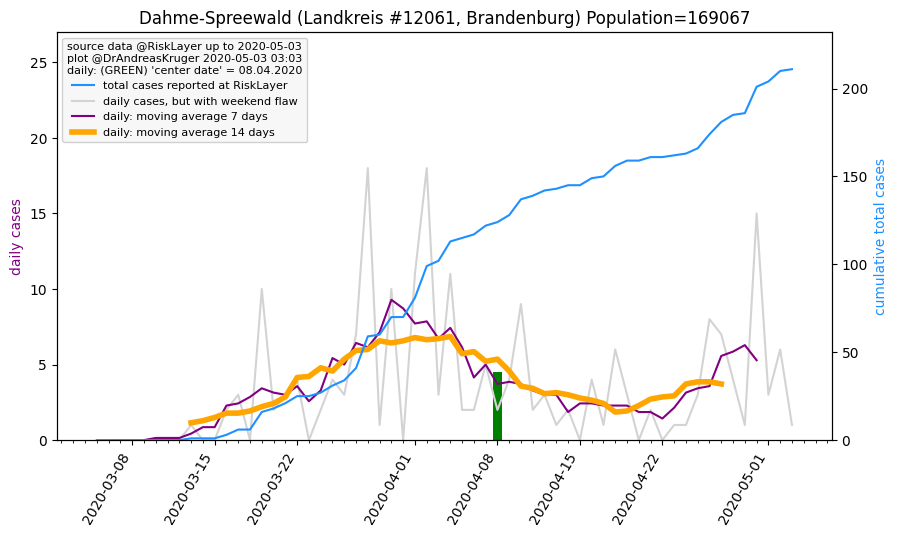 Dahme-Spreewald (Landkreis #12061, Brandenburg) Population=169067
source data @RiskLayer up to 2020-05-03
plot @DrAndreasKruger 2020-05-03 03:03
daily: (GREEN) 'center date' = 08.04.2020
total cases reported at RiskLayer
daily cases, but with weekend flaw
daily: moving average 7 days
daily: moving average 14 days
daily cases
25
20
15
10
5
0
cumulative total cases
200
150
100
50
0
2020-03-08
2020-03-15
2020-03-22
2020-04-01
2020-04-08
2020-04-15
2020-04-22
2020-05-01